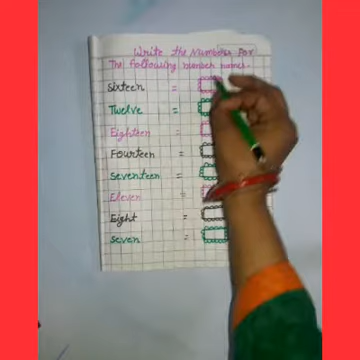 Write the Numbers For
The Following number names.
Sixteen =
Twelve =
Eighteen =
Fourteen =
Seventeen =
Eleven =
Eight =
Seven =